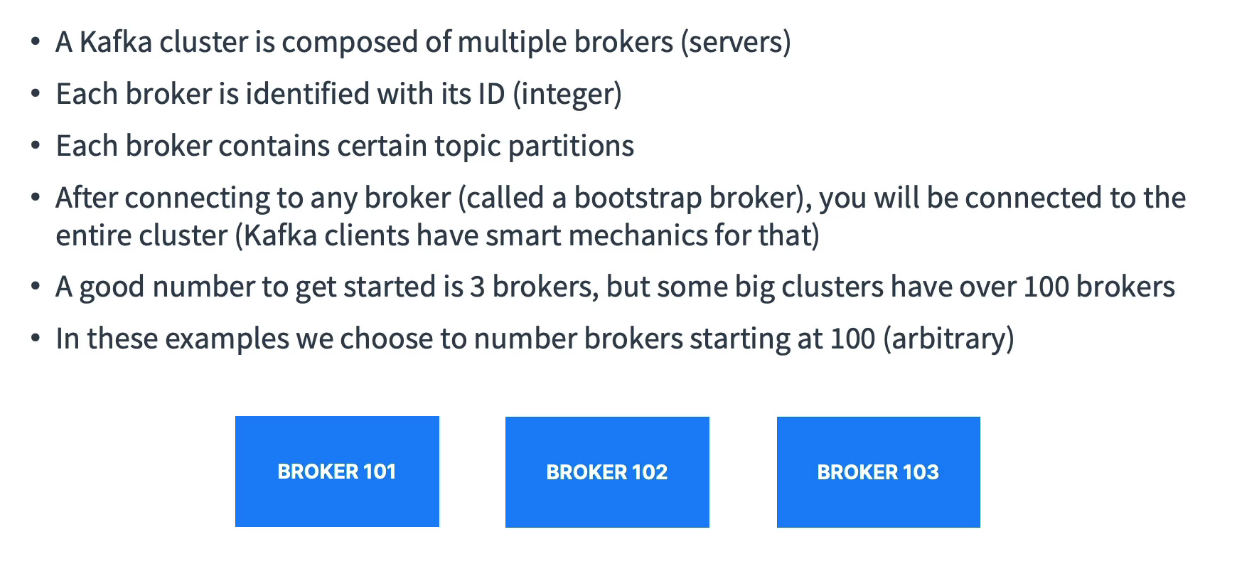 • A Kafka cluster is composed of multiple brokers (servers)
• Each broker is identified with its ID (integer)
• Each broker contains certain topic partitions
• After connecting to any broker (called a bootstrap broker), you will be connected to the
entire cluster (Kafka clients have smart mechanics for that)
• A good number to get started is 3 brokers, but some big clusters have over 100 brokers
• In these examples we choose to number brokers starting at 100 (arbitrary)
BROKER 101
BROKER 102
BROKER 103